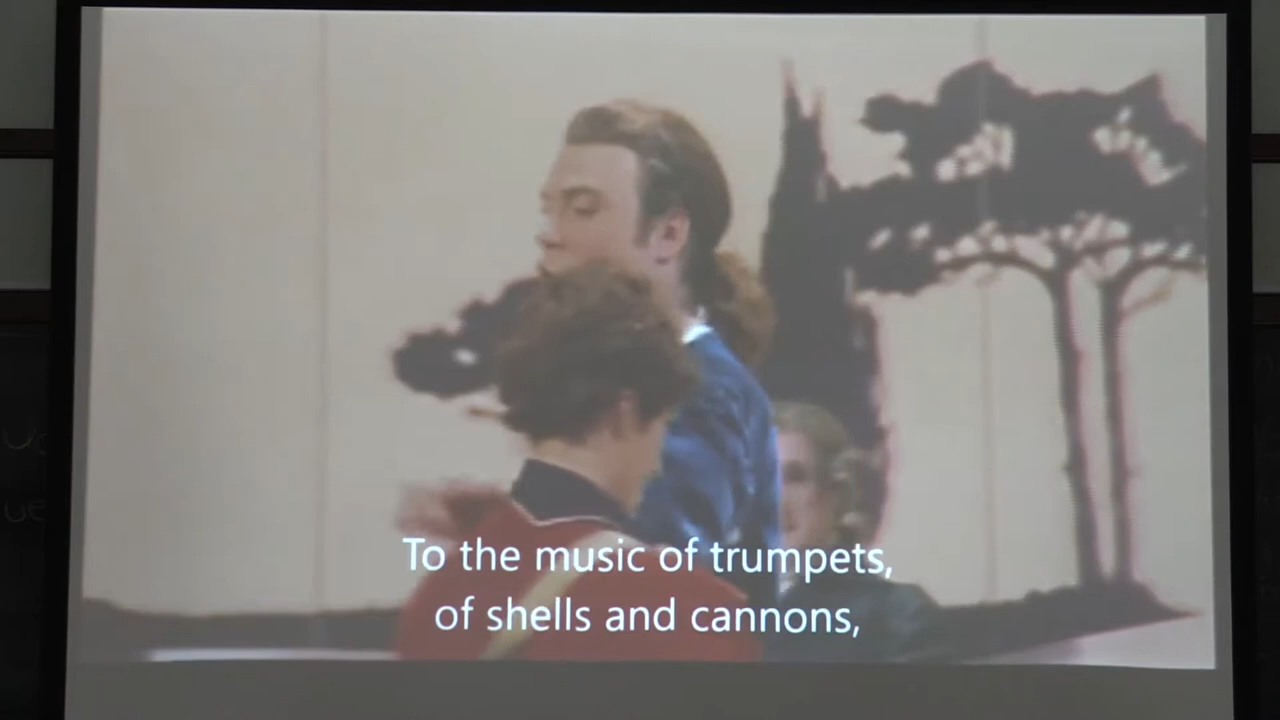 To the music of trumpets,
of shells and cannons,